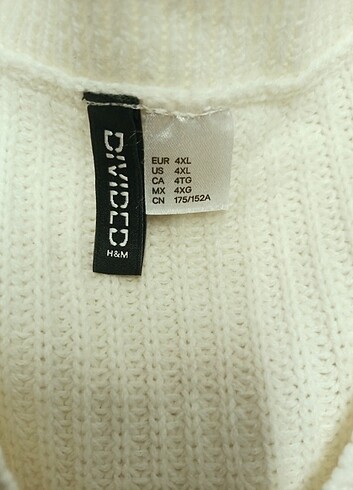 DIVIDED
H&M
EUR 4XL
US 4XL
CA 4TG
MX 4XG
CN 175/152A